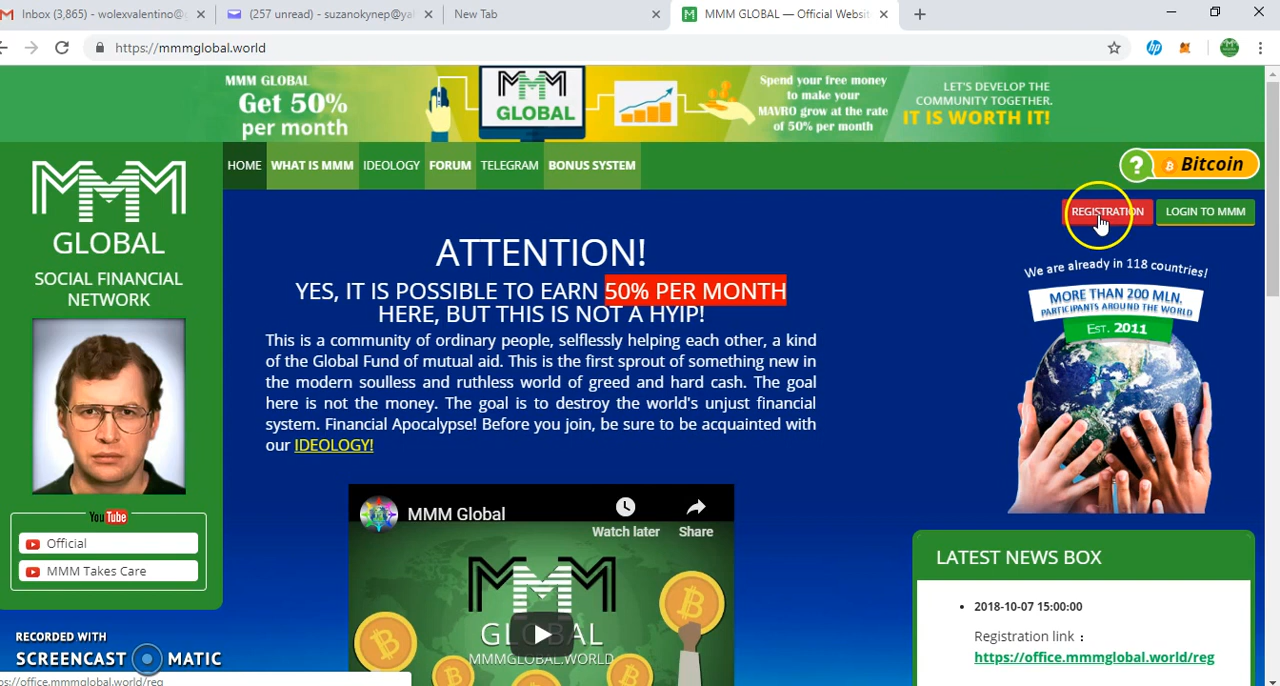 Inbox (3,865) - wolexvalentino@g
(257 unread) - suzanokynep@ya
New Tab
MMM GLOBAL — Official Websit
https://mmmglobal.world
MMM GLOBAL
Get 50%
per month
MMM
GLOBAL
Spend your free money
to make your
MAVRO grow at the rate
of 50% per month
LET'S DEVELOP THE
COMMUNITY TOGETHER.
IT IS WORTH IT!
HOME WHAT IS MMM IDEOLOGY FORUM TELEGRAM BONUS SYSTEM
? Bitcoin
REGISTRATION LOGIN TO MMM
MMM
GLOBAL
SOCIAL FINANCIAL
NETWORK
YouTube
Official
MMM Takes Care
ATTENTION!
YES, IT IS POSSIBLE TO EARN 50% PER MONTH
HERE, BUT THIS IS NOT A HYIP!
This is a community of ordinary people, selflessly helping each other, a kind
of the Global Fund of mutual aid. This is the first sprout of something new in
the modern soulless and ruthless world of greed and hard cash. The goal
here is not the money. The goal is to destroy the world's unjust financial
system. Financial Apocalypse! Before you join, be sure to be acquainted with
our IDEOLOGY!
MMM Global
Watch later Share
MMM
GLOBAL
MMMGLOBAL.WORLD
We are already in 118 countries!
MORE THAN 200 MLN.
PARTICIPANTS AROUND THE WORLD
EST. 2011
LATEST NEWS BOX
2018-10-07 15:00:00
Registration link :
https://office.mmmglobal.world/reg
RECORDED WITH
SCREENCAST MATIC
ps://office.mmmglobal.world/reg